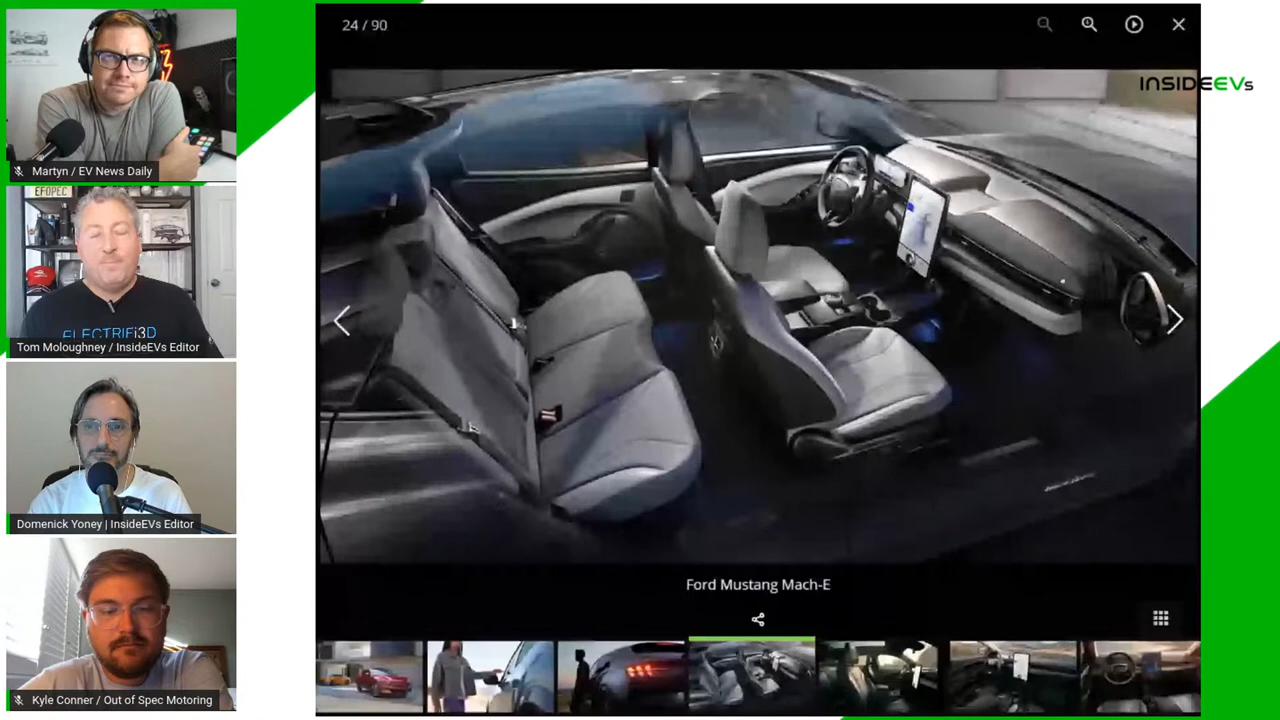 Martyn / EV News Daily
EFOPEC
ELECTRIFi3D
Tom Moloughney / InsideEVs Editor
Domenick Yoney | InsideEVs Editor
Kyle Conner / Out of Spec Motoring
24 / 90
INSIDEEVs
Ford Mustang Mach-E